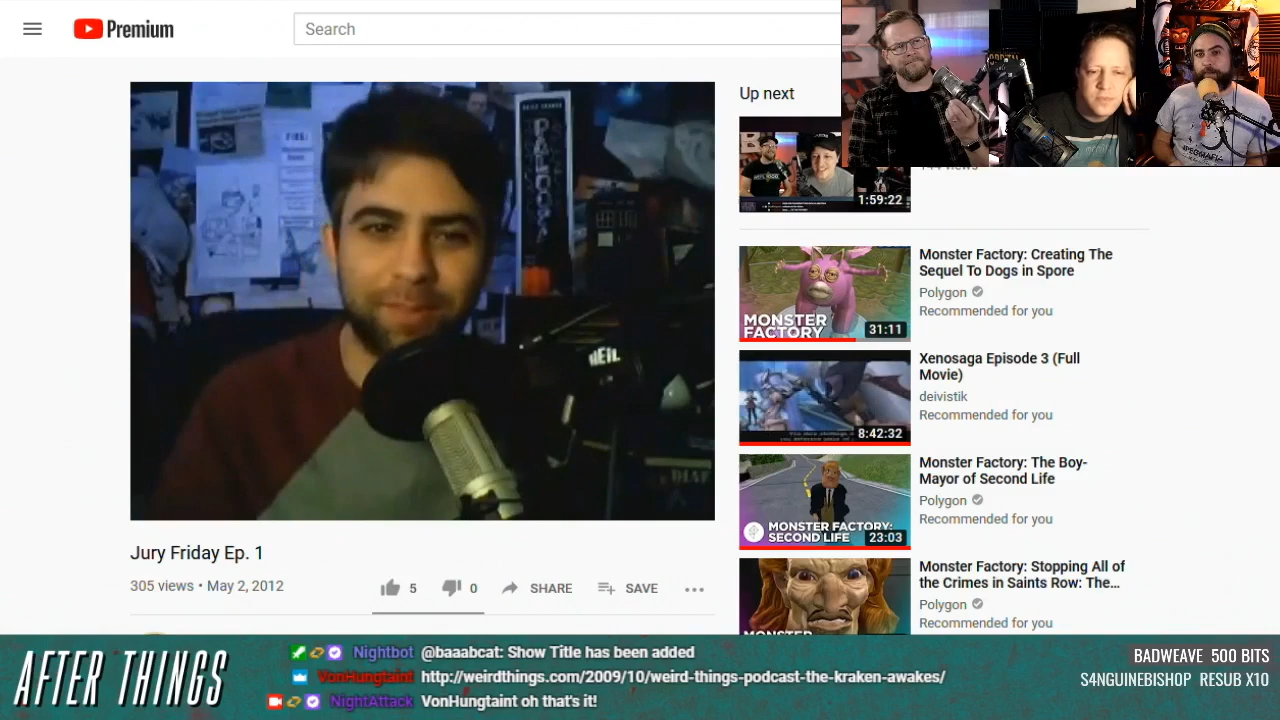 Premium
Search
HEIL
Up next
1:59:22
Monster Factory: Creating The
Sequel To Dogs in Spore
Polygon
Recommended for you
MONSTER
FACTORY
31:11
Xenosaga Episode 3 (Full
Movie)
deivistik
Recommended for you
8:42:32
Monster Factory: The Boy-
Mayor of Second Life
Polygon
Recommended for you
MONSTER FACTORY:
SECOND LIFE
23:03
Monster Factory: Stopping All of
the Crimes in Saints Row: The...
Polygon
Recommended for you
MONSTER
Jury Friday Ep. 1
305 views • May 2, 2012
5
0
SHARE
SAVE
AFTER THINGS
Nightbot @baaabcat: Show Title has been added
VonHungtaint http://weirdthings.com/2009/10/weird-things-podcast-the-kraken-awakes/
NightAttack VonHungtaint oh that's it!
BADWEAVE 500 BITS
S4NGUINEBISHOP RESUB X10